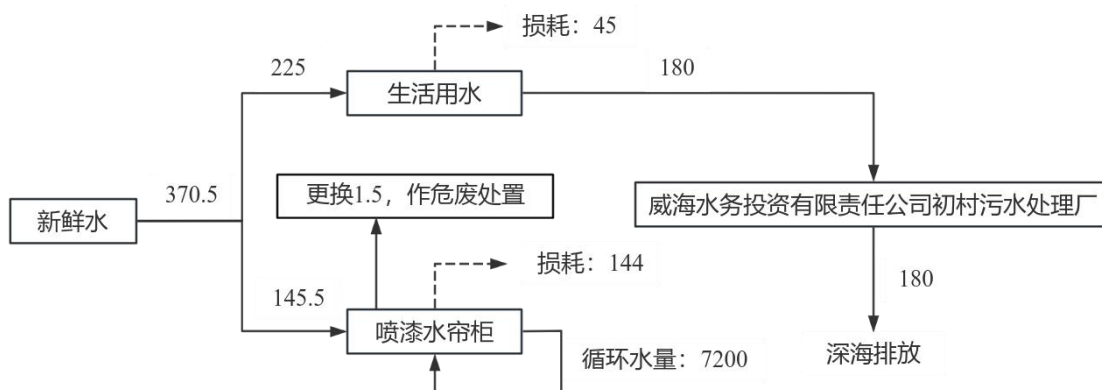 损耗：45
225
180
生活用水
更换1.5，作危废处置
370.5
新鲜水
威海水务投资有限责任公司初村污水处理厂
损耗：144
145.5
180
喷漆水帘柜
循环水量：7200
深海排放